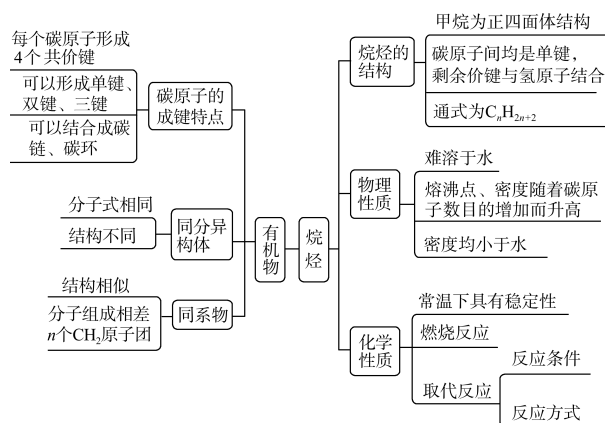 每个碳原子形成
4个共价键
可以形成单键、
双键、三键
可以结合成碳
链、碳环
碳原子的
成键特点
分子式相同
结构不同
同分异
构体
结构相似
分子组成相差
n个CH₂原子团
同系物
有机物
烷烃
烷烃的
结构
甲烷为正四面体结构
碳原子间均是单键，
剩余价键与氢原子结合
通式为CₙH₂ₙ₊₂
物理
性质
难溶于水
熔沸点、密度随着碳原
子数目的增加而升高
密度均小于水
化学
性质
常温下具有稳定性
燃烧反应
取代反应
反应条件
反应方式